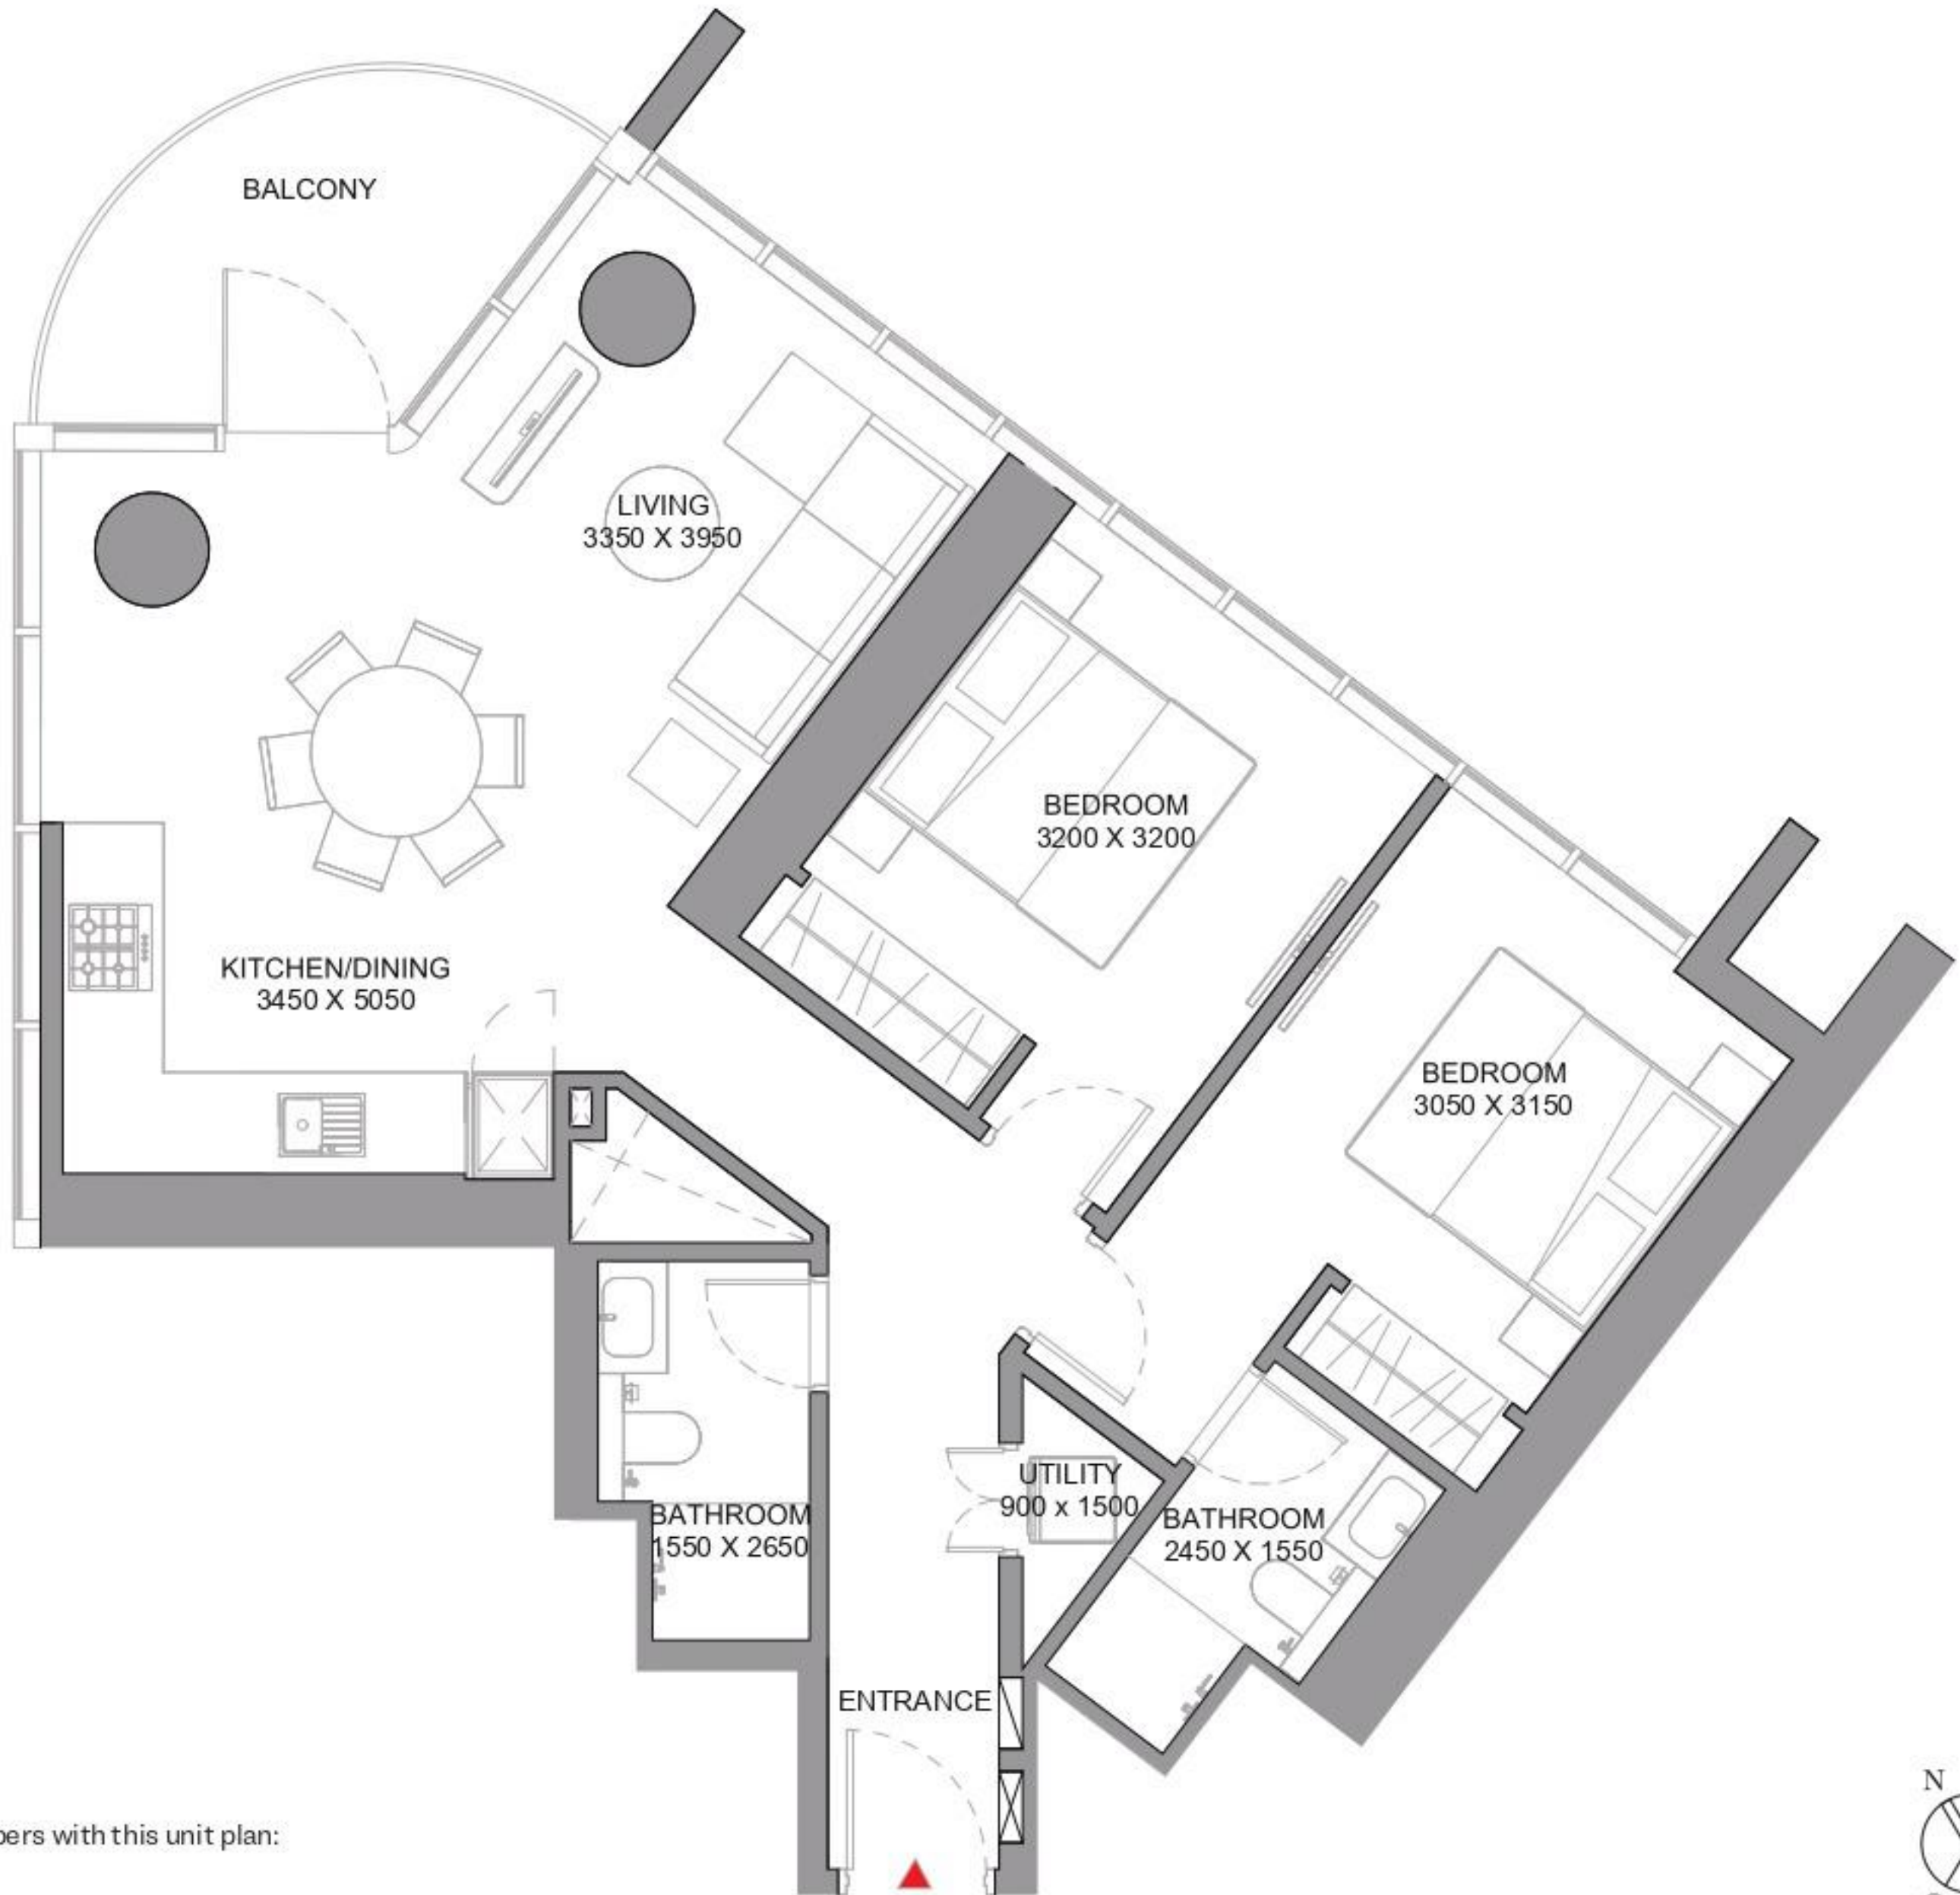 BALCONY
LIVING
3350 X 3950
BEDROOM
3200 X 3200
KITCHEN/DINING
3450 X 5050
BEDROOM
3050 X 3150
UTILITY
900 x 1500
BATHROOM
1550 X 2650
BATHROOM
2450 X 1550
ENTRANCE
N
with this unit plan: